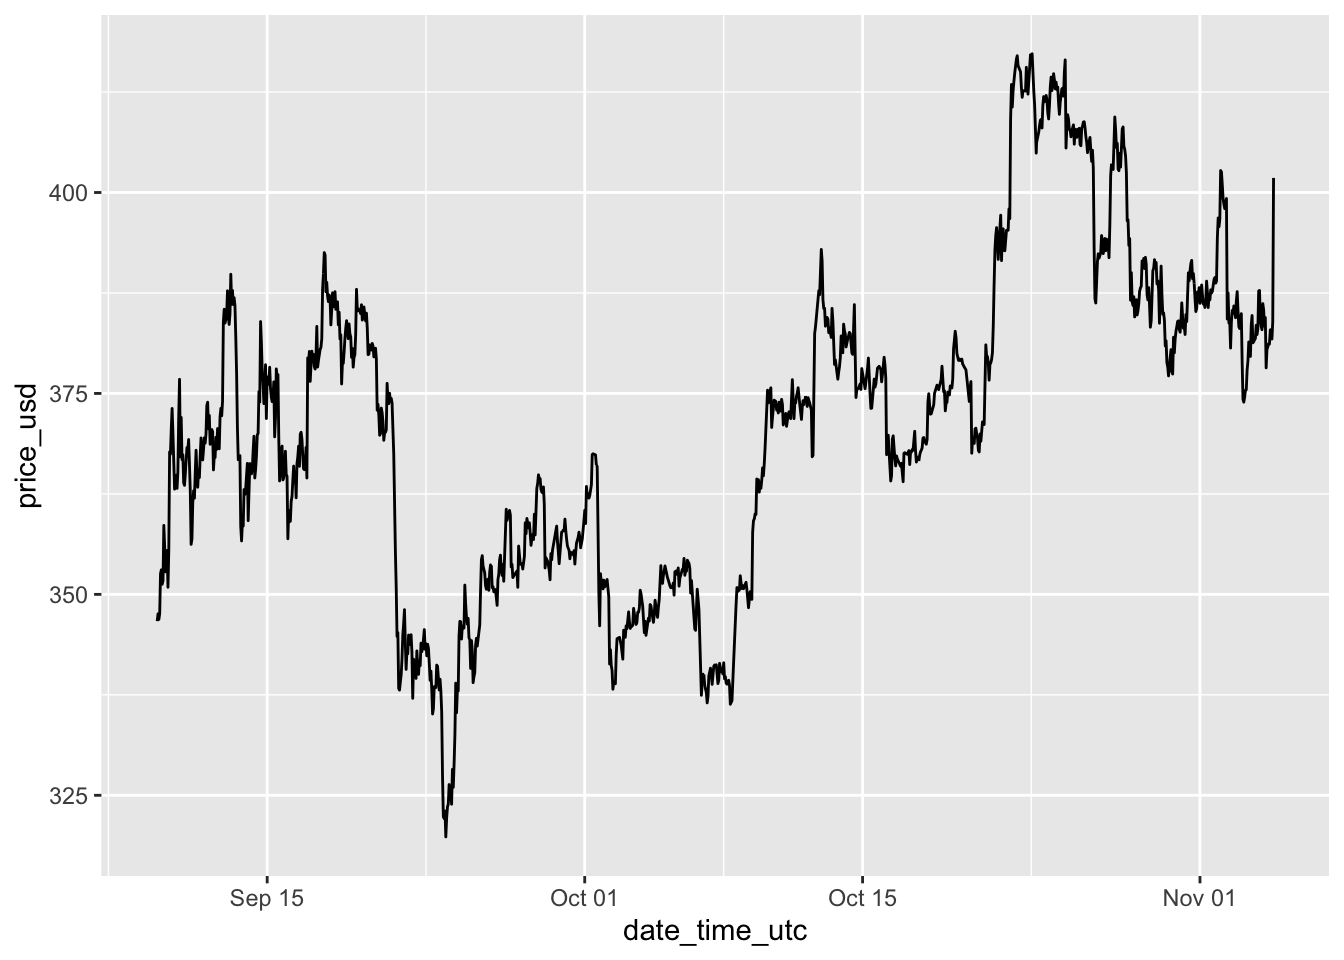 400
375
350
325
price_usd
Sep 15
Oct 01
Oct 15
Nov 01
date_time_utc